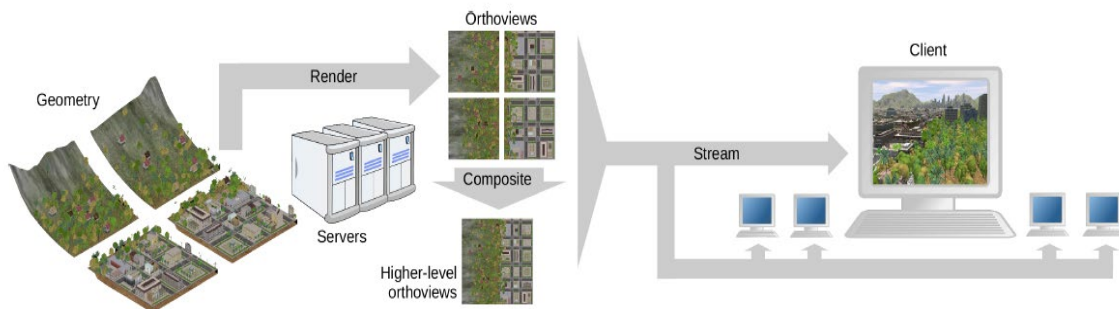 Orthoviews
Client
Render
Geometry
Stream
Composite
Servers
Higher-level
orthoviews